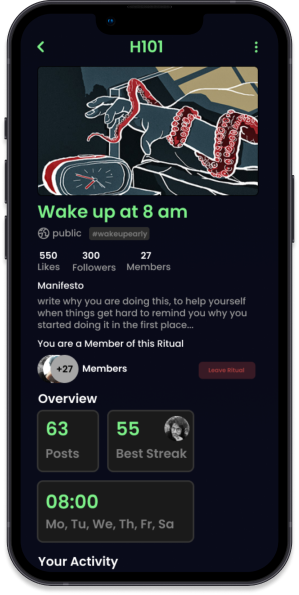 H101
Wake up at 8 am
public #wakeupearly
550 300 27
Likes Followers Members
Manifesto
write why you are doing this, to help yourself
when things get hard to remind you why you
started doing it in the first place...
You are a Member of this Ritual
+27 Members Leave Ritual
Overview
63 55
Posts Best Streak
08:00
Mo, Tu, We, Th, Fr, Sa
Your Activity